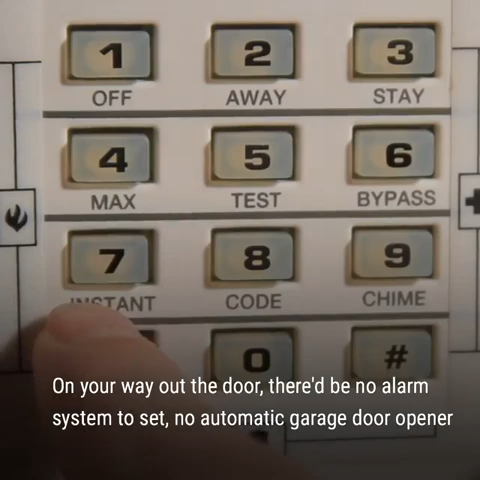 1 2 3
OFF AWAY STAY
4 5 6
MAX TEST BYPASS
7 8 9
INSTANT CODE CHIME
0 #
On your way out the door, there'd be no alarm
system to set, no automatic garage door opener